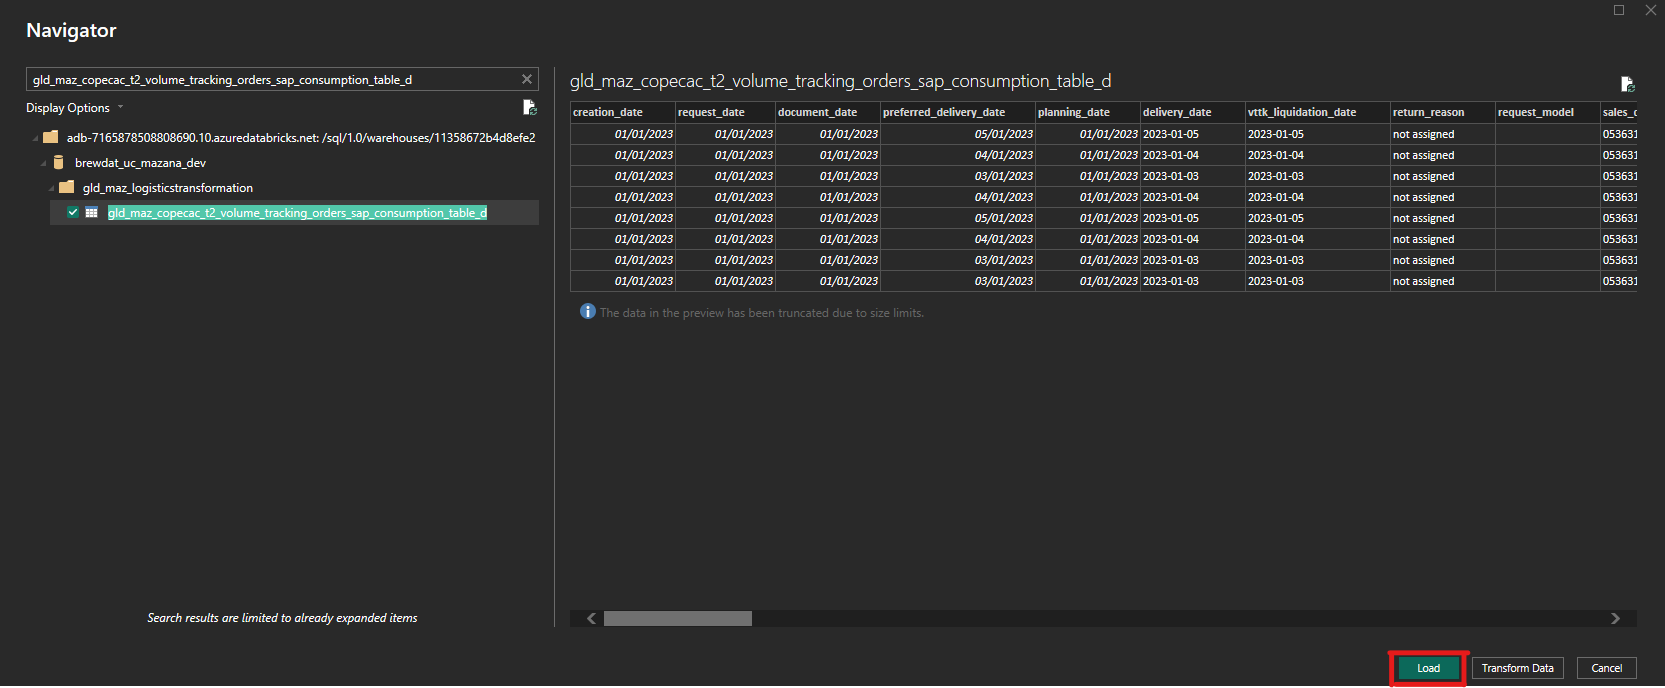 Navigator
gld_maz_copecac_t2_volume_tracking_orders_sap_consumption_table_d
Display Options
adb-7165878508808690.10.azuredatabricks.net: /sql/1.0/warehouses/11358672b4d8efe2
brewdat_uc_mazana_dev
gld_maz_logisticstransformation
gld_maz_copecac_t2_volume_tracking_orders_sap_consumption_table_d
Search results are limited to already expanded items
gld_maz_copecac_t2_volume_tracking_orders_sap_consumption_table_d
creation_date request_date document_date preferred_delivery_date planning_date delivery_date vttk_liquidation_date return_reason request_model sales_c
01/01/2023 01/01/2023 01/01/2023 05/01/2023 01/01/2023 2023-01-05 2023-01-05 not assigned 053631
01/01/2023 01/01/2023 01/01/2023 04/01/2023 01/01/2023 2023-01-04 2023-01-04 not assigned 053631
01/01/2023 01/01/2023 01/01/2023 03/01/2023 01/01/2023 2023-01-03 2023-01-03 not assigned 053631
01/01/2023 01/01/2023 01/01/2023 04/01/2023 01/01/2023 2023-01-04 2023-01-04 not assigned 053631
01/01/2023 01/01/2023 01/01/2023 05/01/2023 01/01/2023 2023-01-05 2023-01-05 not assigned 053631
01/01/2023 01/01/2023 01/01/2023 04/01/2023 01/01/2023 2023-01-04 2023-01-04 not assigned 053631
01/01/2023 01/01/2023 01/01/2023 03/01/2023 01/01/2023 2023-01-03 2023-01-03 not assigned 053631
01/01/2023 01/01/2023 01/01/2023 03/01/2023 01/01/2023 2023-01-03 2023-01-03 not assigned 053631
The data in the preview has been truncated due to size limits.
Load Transform Data Cancel